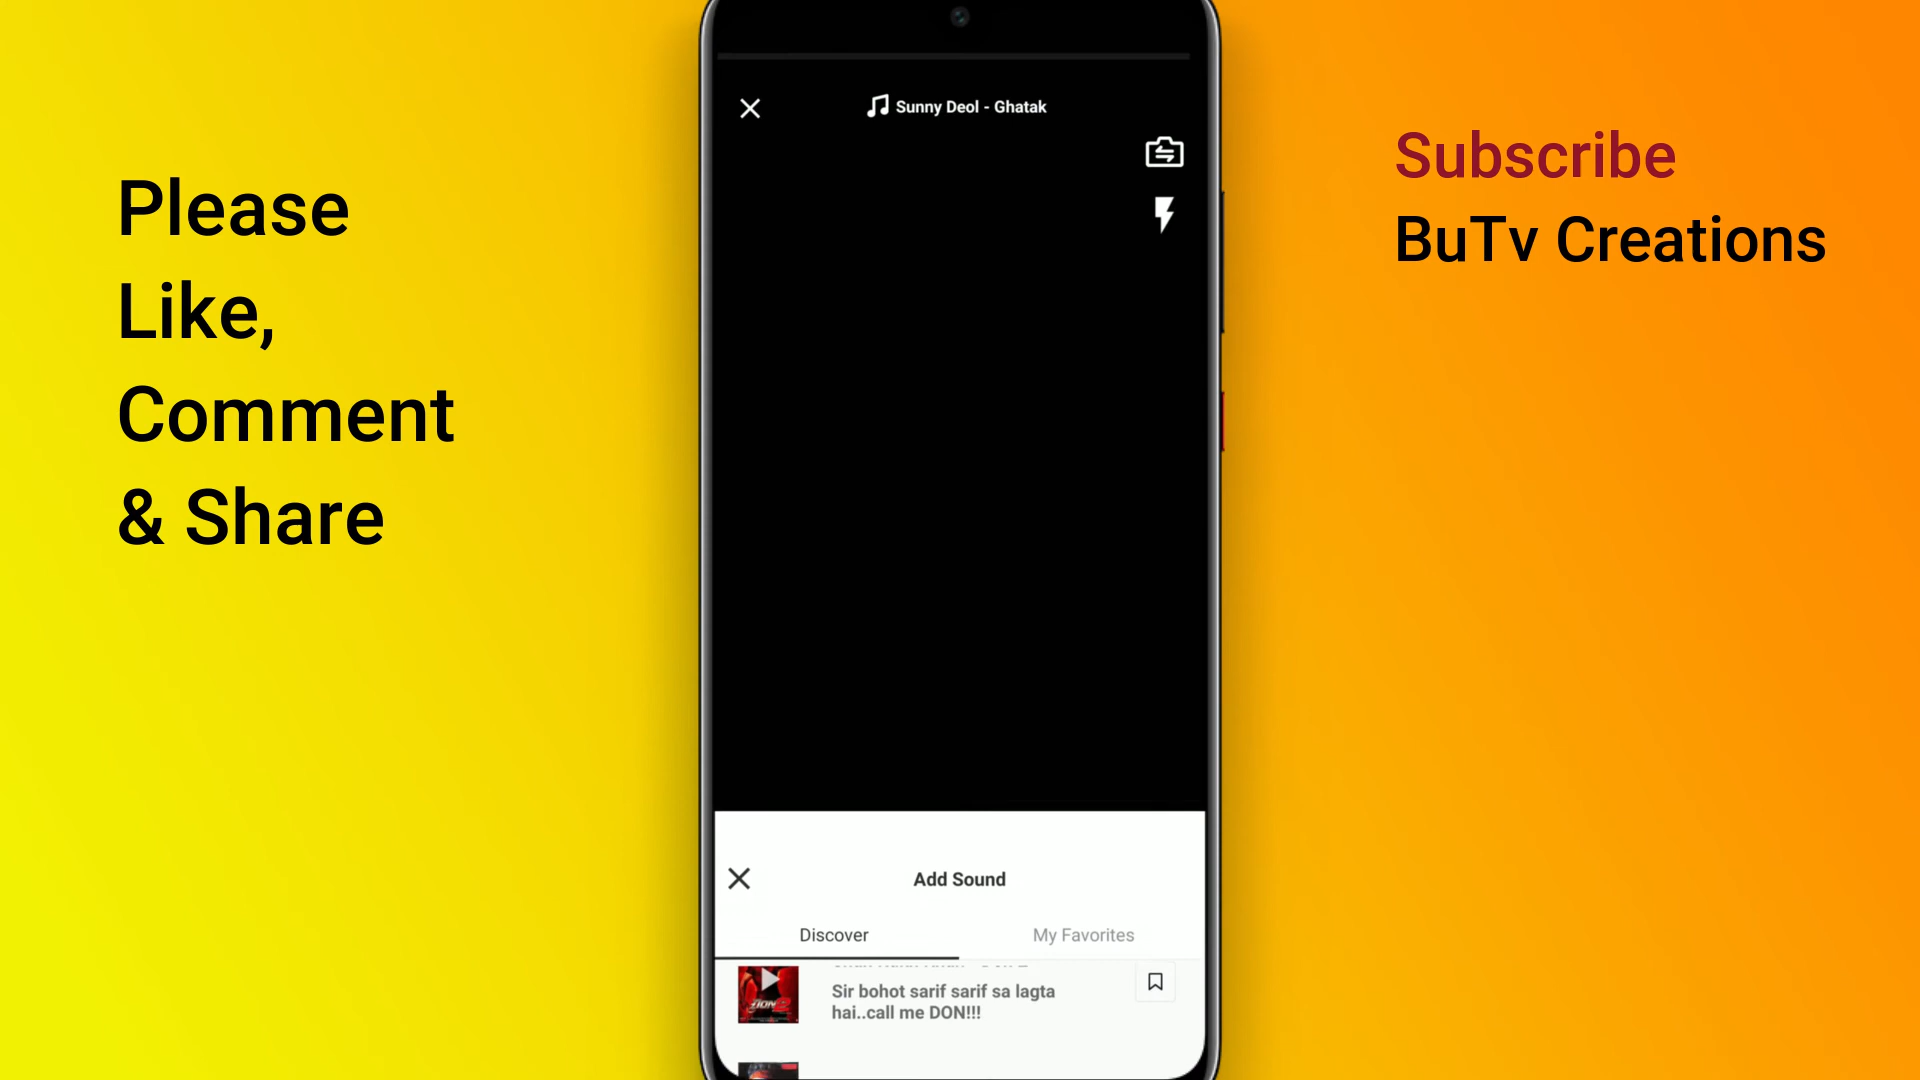 Please
Like,
Comment
& Share
Sunny Deol - Ghatak
Subscribe
BuTv Creations
Add Sound
Discover
My Favorites
Sir bohot sarif sarif sa lagta
hai..call me DON!!!